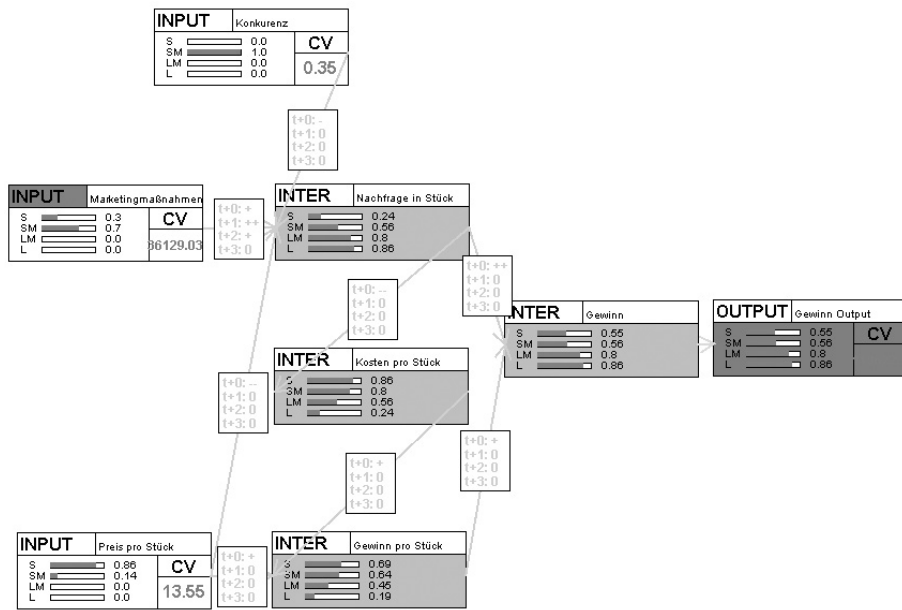 INPUT Konkurenz
S 0.0
SM 1.0
LM 0.0
L 0.0
CV
0.35
t+0: -
t+1: 0
t+2: 0
t+3: 0
INPUT Marketingmaßnahmen
S 0.3
SM 0.7
LM 0.0
L 0.0
CV
86129.03
t+0: +
t+1: ++
t+2: +
t+3: 0
INTER Nachfrage in Stück
S 0.24
SM 0.56
LM 0.8
L 0.86
t+0: ++
t+1: 0
t+2: 0
t+3: 0
t+0: --
t+1: 0
t+2: 0
t+3: 0
INTER Gewinn
S 0.55
SM 0.56
LM 0.8
L 0.86
OUTPUT Gewinn Output
S 0.55
SM 0.56
LM 0.8
L 0.86
CV
INTER Kosten pro Stück
S 0.86
SM 0.8
LM 0.56
L 0.24
t+0: --
t+1: 0
t+2: 0
t+3: 0
t+0: +
t+1: 0
t+2: 0
t+3: 0
t+0: +
t+1: 0
t+2: 0
t+3: 0
INPUT Preis pro Stück
S 0.86
SM 0.14
LM 0.0
L 0.0
CV
13.55
t+0: +
t+1: 0
t+2: 0
t+3: 0
INTER Gewinn pro Stück
S 0.69
SM 0.64
LM 0.45
L 0.19